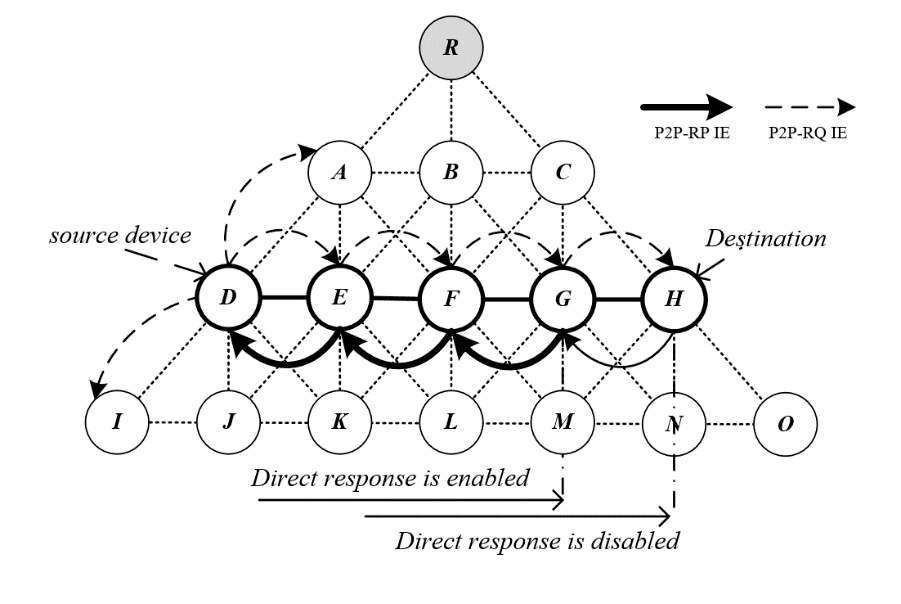 R
P2P-RP IE
P2P-RQ IE
A
B
C
source device
Destination
D
E
F
G
H
I
J
K
L
M
N
O
Direct response is enabled
Direct response is disabled